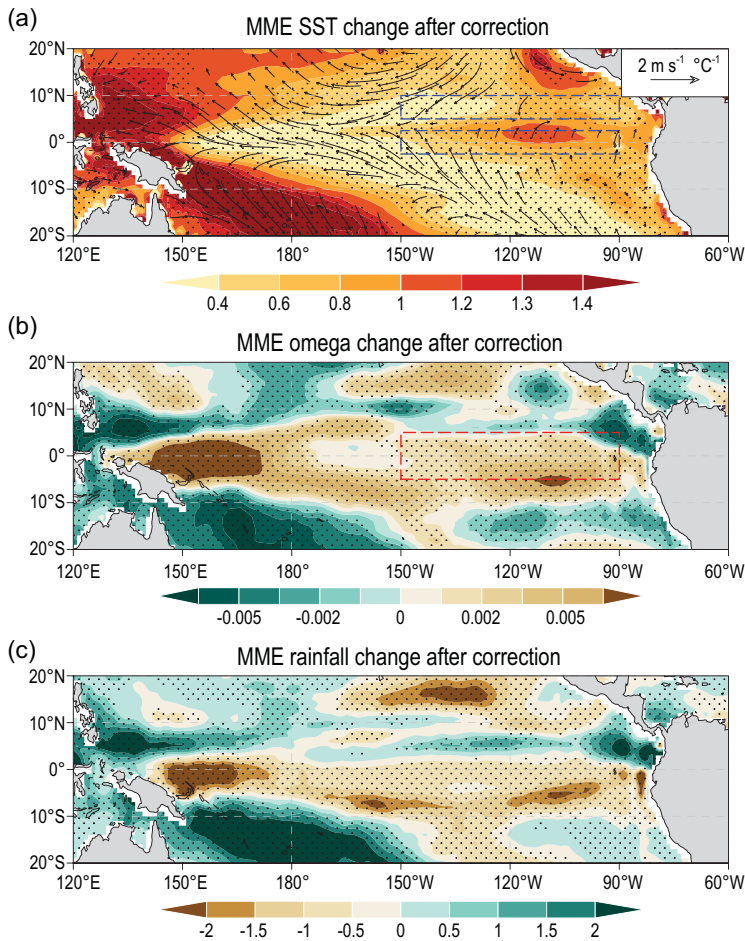 (a)
MME SST change after correction
20°N
10°N
0°
10°S
20°S
2 m s⁻¹ °C⁻¹
120°E 150°E 180° 150°W 120°W 90°W 60°W
0.4 0.6 0.8 1 1.2 1.3 1.4
(b)
MME omega change after correction
20°N
10°N
0°
10°S
20°S
120°E 150°E 180° 150°W 120°W 90°W 60°W
-0.005 -0.002 0 0.002 0.005
(c)
MME rainfall change after correction
20°N
10°N
0°
10°S
20°S
120°E 150°E 180° 150°W 120°W 90°W 60°W
-2 -1.5 -1 -0.5 0 0.5 1 1.5 2